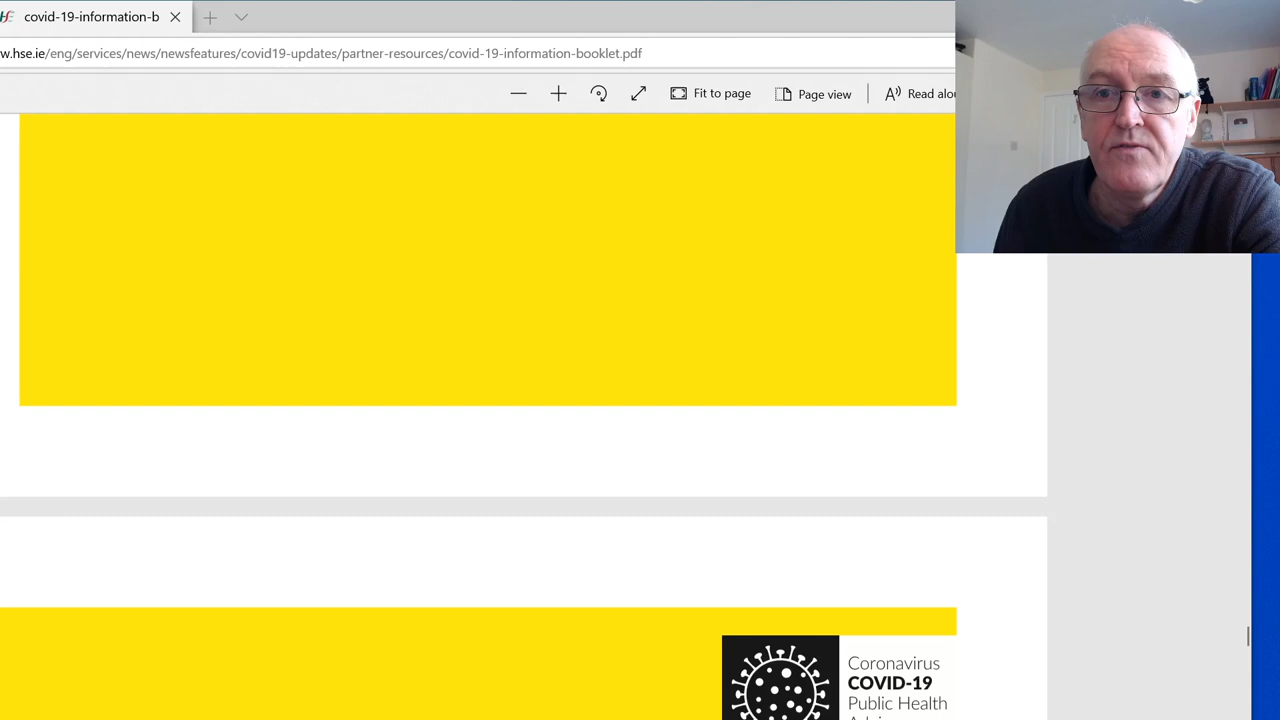 covid-19-information-b
w.hse.ie/eng/services/news/newsfeatures/covid19-updates/partner-resources/covid-19-information-booklet.pdf
Fit to page
Page view
Read alou
Coronavirus
COVID-19
Public Health